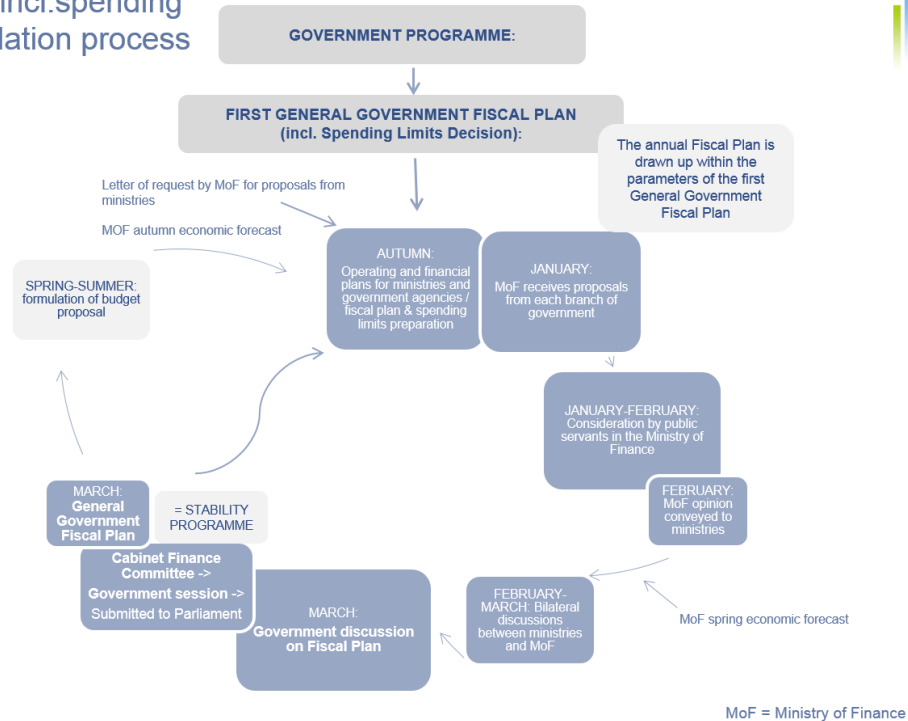 incl.spending
lation process
GOVERNMENT PROGRAMME:
FIRST GENERAL GOVERNMENT FISCAL PLAN
(incl. Spending Limits Decision):
The annual Fiscal Plan is
drawn up within the
parameters of the first
General Government
Fiscal Plan
Letter of request by MoF for proposals from
ministries
MOF autumn economic forecast
AUTUMN:
Operating and financial
plans for ministries and
government agencies /
fiscal plan & spending
limits preparation
JANUARY:
MoF receives proposals
from each branch of
government
SPRING-SUMMER:
formulation of budget
proposal
JANUARY-FEBRUARY:
Consideration by public
servants in the Ministry of
Finance
FEBRUARY:
MoF opinion
conveyed to
ministries
MARCH:
General
Government
Fiscal Plan
= STABILITY
PROGRAMME
Cabinet Finance
Committee ->
Government session ->
Submitted to Parliament
MARCH:
Government discussion
on Fiscal Plan
FEBRUARY-
MARCH: Bilateral
discussions
between ministries
and MoF
MoF spring economic forecast
MoF = Ministry of Finance